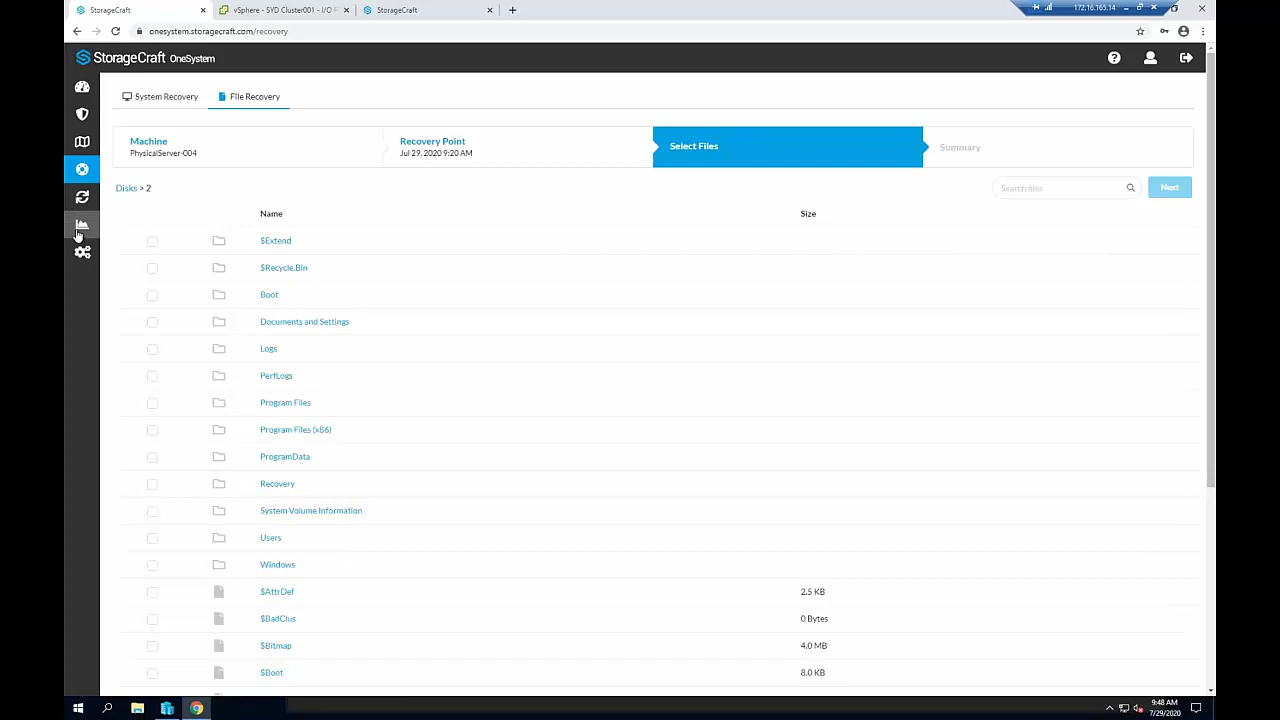 StorageCraft
vSphere - SYD Cluster001 - I/O
StorageCraft
172.16.165.14
onesystem.storagecraft.com/recovery
StorageCraft OneSystem
System Recovery
File Recovery
Machine
PhysicalServer-004
Recovery Point
Jul 29, 2020 9:20 AM
Select Files
Summary
Disks > 2
Search files
Next
Name
Size
$Extend
$Recycle.Bin
Boot
Documents and Settings
Logs
PerfLogs
Program Files
Program Files (x86)
ProgramData
Recovery
System Volume Information
Users
Windows
$AttrDef
2.5 KB
$BadClus
0 Bytes
$Bitmap
4.0 MB
$Boot
8.0 KB
9:48 AM
7/29/2020